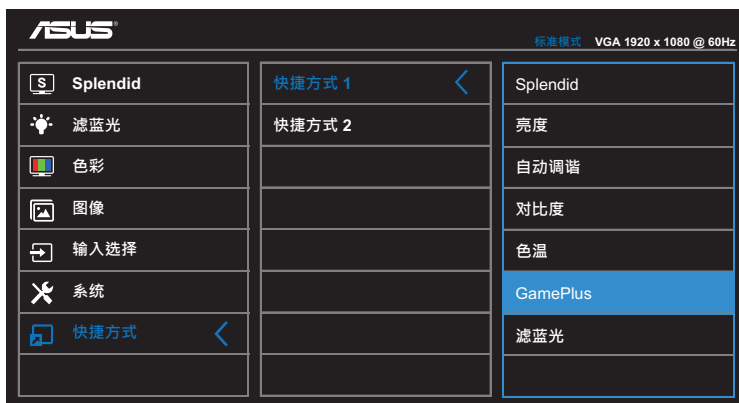 ASUS
标准模式 VGA 1920 x 1080 @ 60Hz
S Splendid
滤蓝光
色彩
图像
输入选择
系统
快捷方式
快捷方式 1
快捷方式 2
Splendid
亮度
自动调谐
对比度
色温
GamePlus
滤蓝光